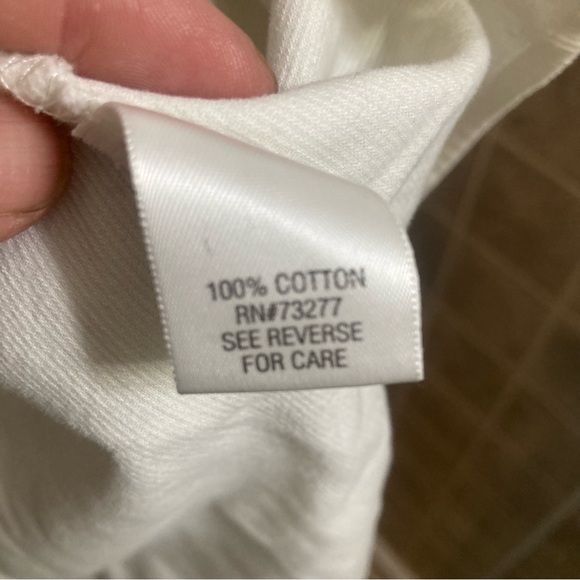 100% COTTON
RN#73277
SEE REVERSE
FOR CARE